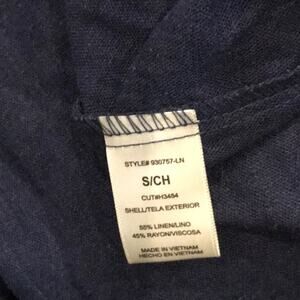 STYLE# 930757-LN
S/CH
CUT#H3454
SHELL/TELA EXTERIOR
55% LINEN/LINO
45% RAYON/VISCOSA
MADE IN VIETNAM
HECHO EN VIETNAM